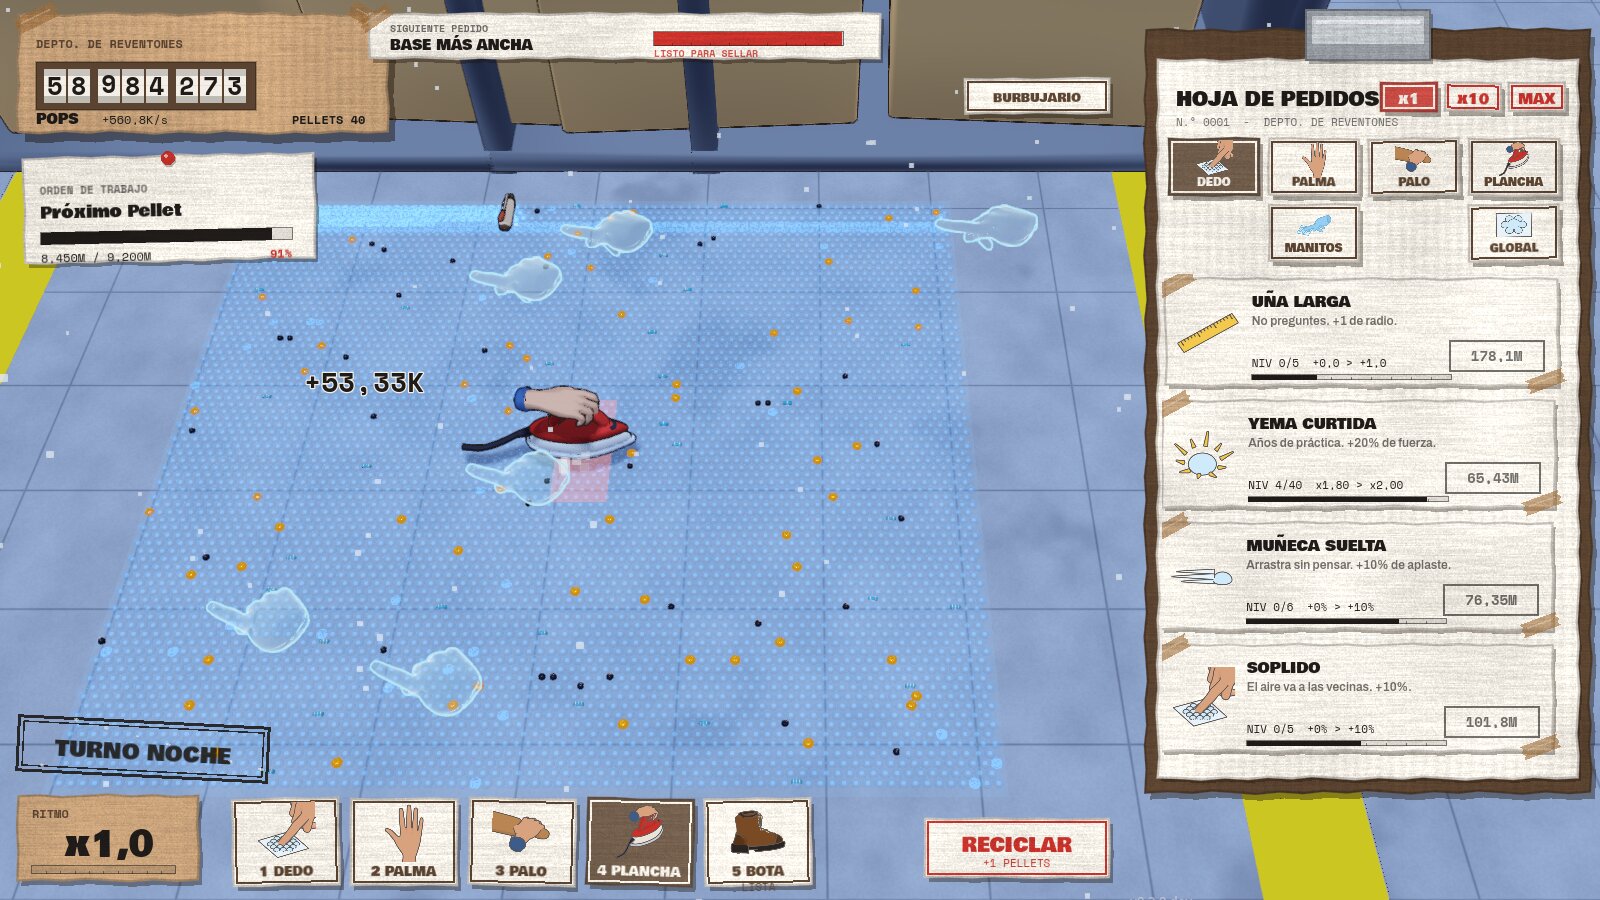 DEPTO. DE REVENTONES
58 984 273
POPS +560,8K/s PELLETS 40
SIGUIENTE PEDIDO
BASE MÁS ANCHA
LISTO PARA SELLAR
BURBUJARIO
ORDEN DE TRABAJO
Próximo Pellet
8,450M / 9,200M 91%
+53,33K
TURNO NOCHE
RITMO
x1,0
1 DEDO
2 PALMA
3 PALO
4 PLANCHA
5 BOTA
LISTA
RECICLAR
+1 PELLETS
HOJA DE PEDIDOS x1 x10 MAX
N.° 0001 - DEPTO. DE REVENTONES
DEDO PALMA PALO PLANCHA
MANITOS GLOBAL
UÑA LARGA
No preguntes. +1 de radio.
NIV 0/5 +0,0 > +1,0 178,1M
YEMA CURTIDA
Años de práctica. +20% de fuerza.
NIV 4/40 x1,80 > x2,00 65,43M
MUÑECA SUELTA
Arrastra sin pensar. +10% de aplaste.
NIV 0/6 +0% > +10% 76,35M
SOPLIDO
El aire va a las vecinas. +10%.
NIV 0/5 +0% > +10% 101,8M